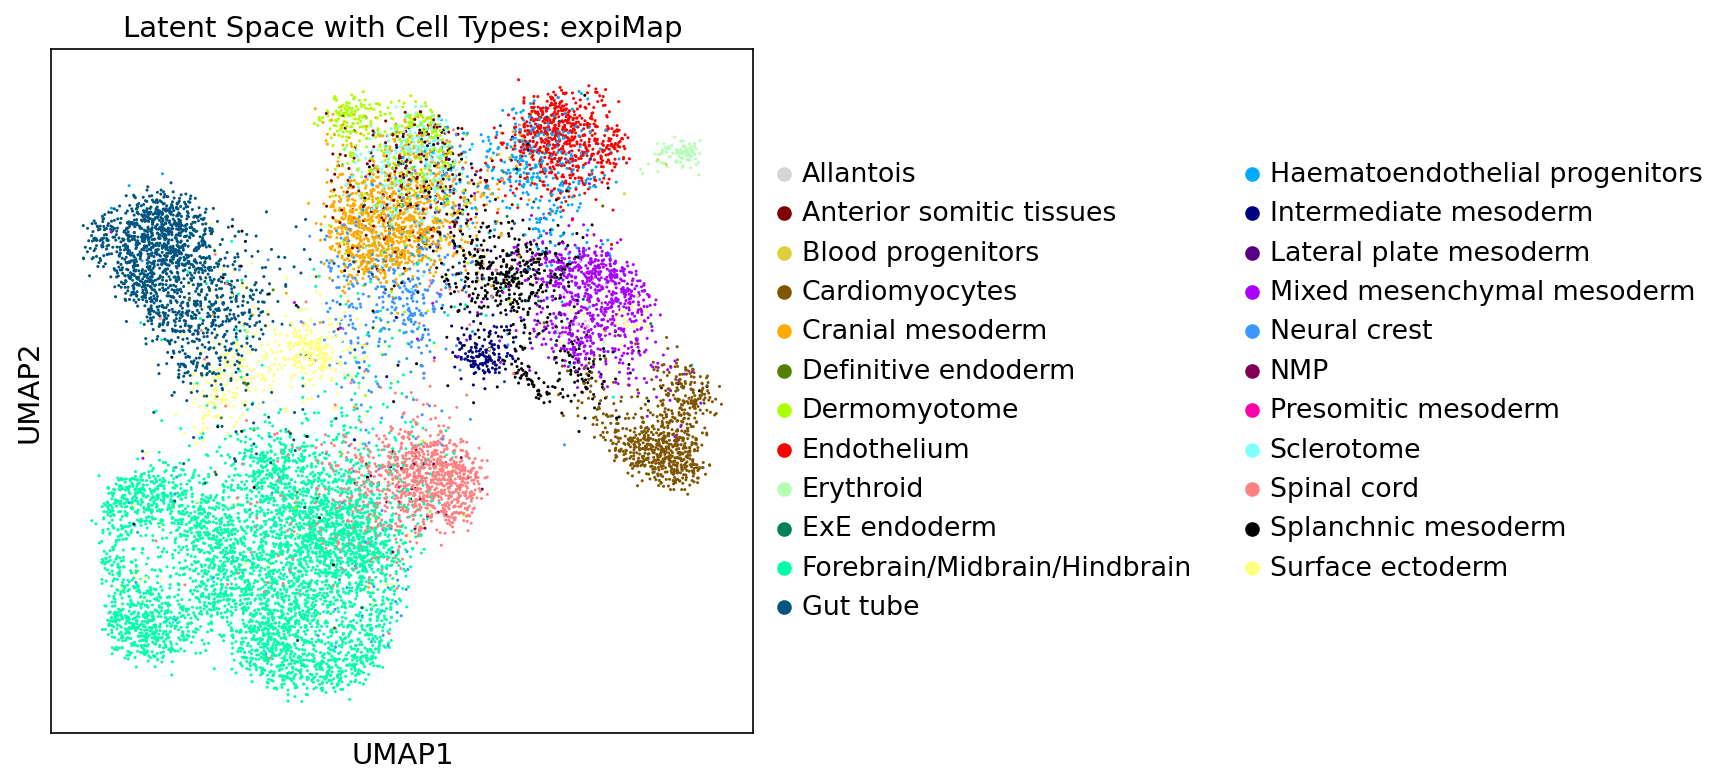 Latent Space with Cell Types: expiMap
UMAP2
UMAP1
Allantois
Anterior somitic tissues
Blood progenitors
Cardiomyocytes
Cranial mesoderm
Definitive endoderm
Dermomyotome
Endothelium
Erythroid
ExE endoderm
Forebrain/Midbrain/Hindbrain
Gut tube
Haematoendothelial progenitors
Intermediate mesoderm
Lateral plate mesoderm
Mixed mesenchymal mesoderm
Neural crest
NMP
Presomitic mesoderm
Sclerotome
Spinal cord
Splanchnic mesoderm
Surface ectoderm